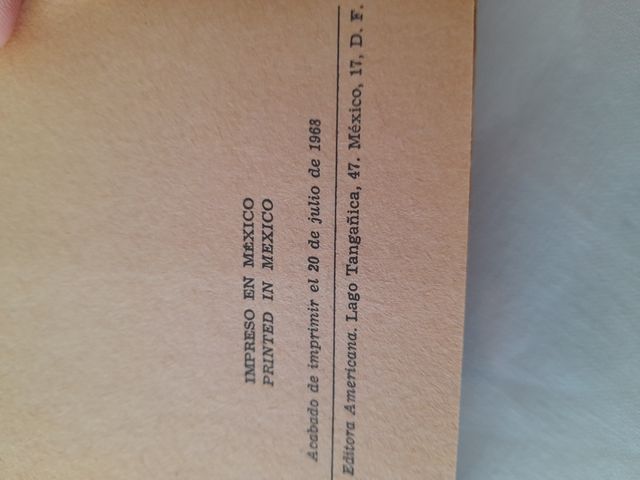 IMPRESO EN MÉXICO
PRINTED IN MEXICO
Acabado de imprimir el 20 de julio de 1968
Editora Americana. Lago Tangañica, 47. México, 17, D. F.